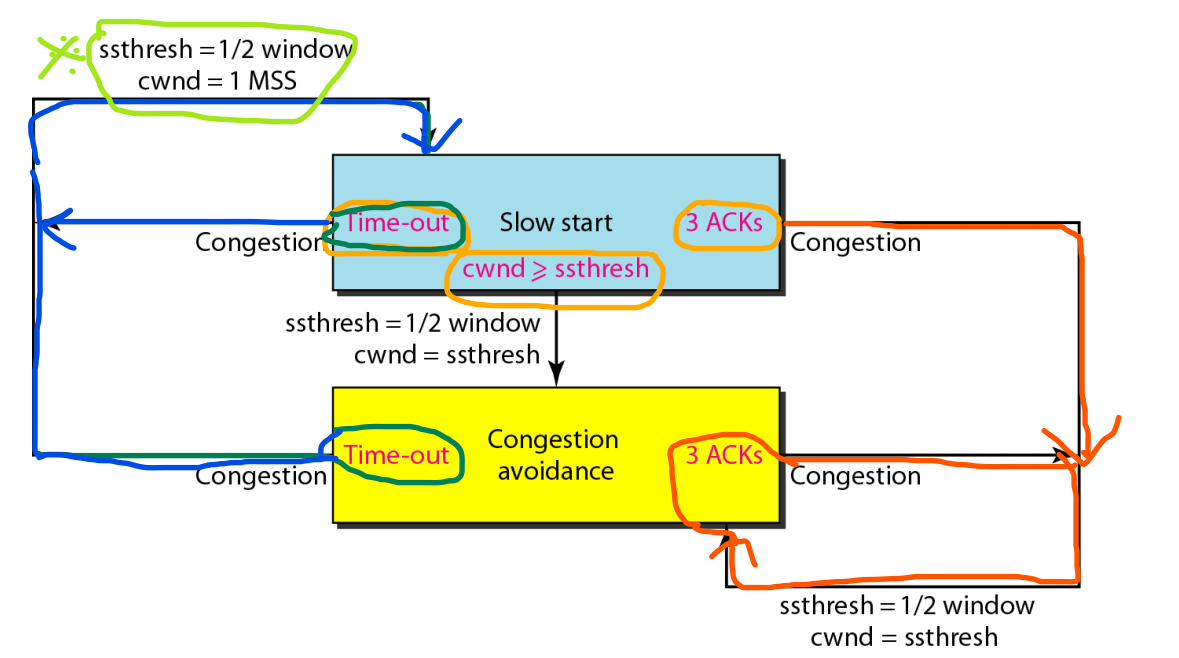 ssthresh = 1/2 window
cwnd = 1 MSS
Time-out
Slow start
3 ACKs
Congestion
Congestion
cwnd ⩾ ssthresh
ssthresh = 1/2 window
cwnd = ssthresh
Time-out
Congestion
avoidance
3 ACKs
Congestion
Congestion
ssthresh = 1/2 window
cwnd = ssthresh